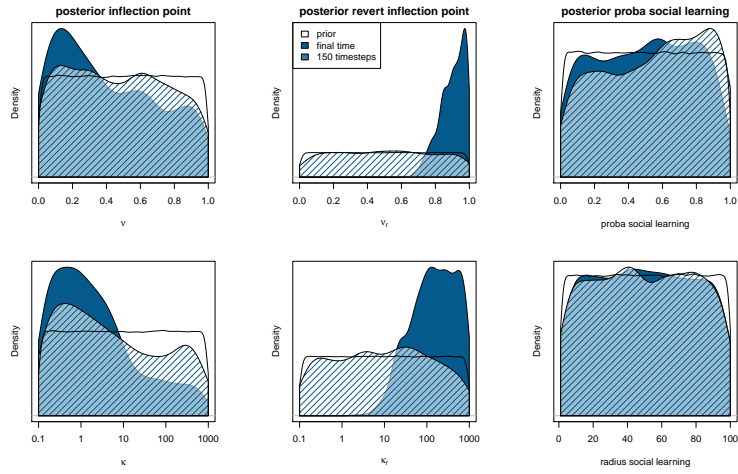 posterior inflection point
Density
0.0 0.2 0.4 0.6 0.8 1.0
ν
posterior revert inflection point
prior
final time
150 timesteps
Density
0.0 0.2 0.4 0.6 0.8 1.0
νr
posterior proba social learning
Density
0.0 0.2 0.4 0.6 0.8 1.0
proba social learning
Density
0.1 1 10 100 1000
κ
Density
0.1 1 10 100 1000
κr
Density
0 20 40 60 80 100
radius social learning